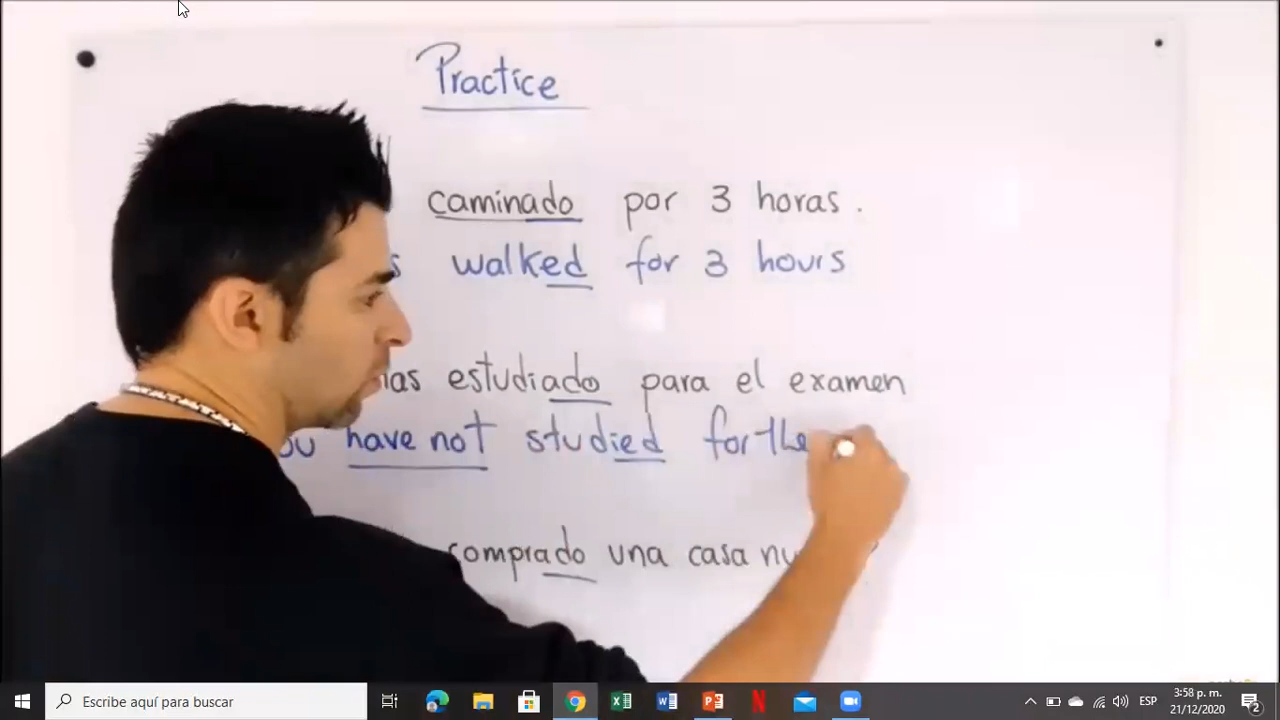 Practice
caminado por 3 horas.
walked for 3 hours
has estudiado para el examen
have not studied for the
comprado una casa
Escribe aquí para buscar
ESP
3:58 p. m.
21/12/2020
2